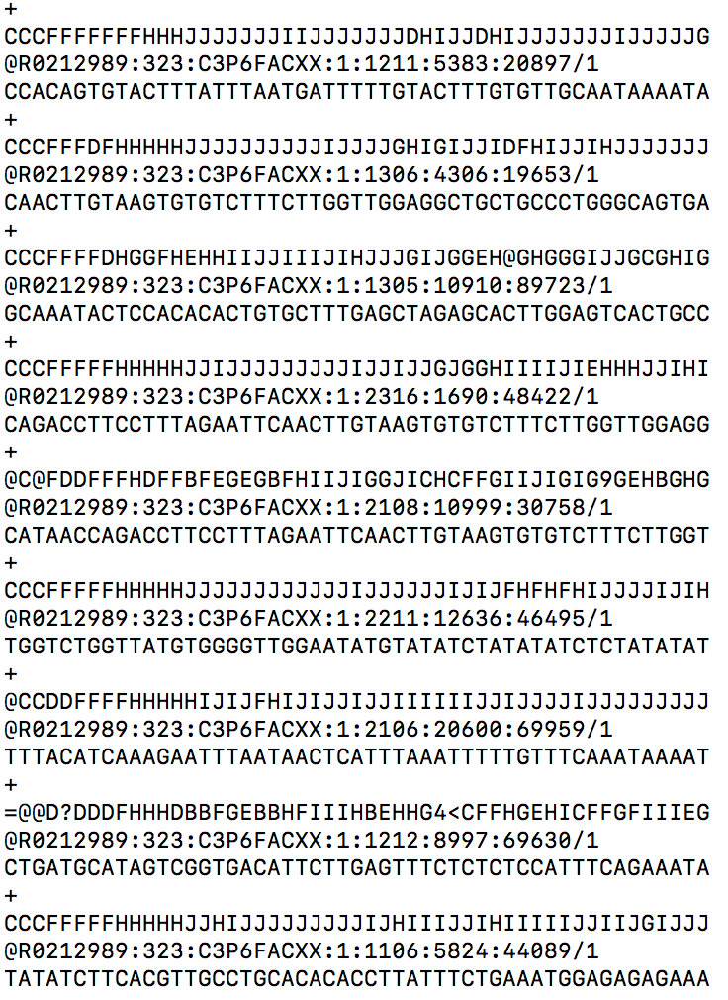 +
CCCFFFFFFFHHHJJJJJJJIIJJJJJJJDHIJJDHIJJJJJJJIJJJJJG
@R0212989:323:C3P6FACXX:1:1211:5383:20897/1
CCACAGTGTACTTTATTTAATGATTTTTGTACTTTGTGTTGCAATAAAATA
+
CCCFFFDFHHHHHJJJJJJJJJJIJJJJGHIGIJJIDFHIJJIHJJJJJJJ
@R0212989:323:C3P6FACXX:1:1306:4306:19653/1
CAACTTGTAAGTGTGTCTTTCTTGGTTGGAGGCTGCTGCCCTGGGCAGTGA
+
CCCFFFFDHGGFHEHHIIJJIIIJIHJJJGIJGGEH@GHGGGIJJGCGHIG
@R0212989:323:C3P6FACXX:1:1305:10910:89723/1
GCAAATACTCCACACACTGTGCTTTGAGCTAGAGCACTTGGAGTCACTGCC
+
CCCFFFFFHHHHHJJIJJJJJJJJJIJJIJJGJGGHIIIIJIEHHHJJIHI
@R0212989:323:C3P6FACXX:1:2316:1690:48422/1
CAGACCTTCCTTTAGAATTCAACTTGTAAGTGTGTCTTTCTTGGTTGGAGG
+
@C@FDDFFFHDFFBFEGEGBFHIIJIGGJICHCFFGIIJIGIG9GEHBGHG
@R0212989:323:C3P6FACXX:1:2108:10999:30758/1
CATAACCAGACCTTCCTTTAGAATTCAACTTGTAAGTGTGTCTTTCTTGGT
+
CCCFFFFFHHHHHJJJJJJJJJJJJIJJJJJJIJIJFHFHFHIJJJJIJIH
@R0212989:323:C3P6FACXX:1:2211:12636:46495/1
TGGTCTGGTTATGTGGGGTTGGAATATGTATATCTATATATCTCTATATAT
+
@CCDDFFFFHHHHHIJIJFHIJIJJIJJIIIIIIJJIJJJJIJJJJJJJJJ
@R0212989:323:C3P6FACXX:1:2106:20600:69959/1
TTTACATCAAAGAATTTAATAACTCATTTAAATTTTTGTTTCAAATAAAAT
+
=@@D?DDDFHHHDBBFGEBBHFIIIHBEHHG4<CFFHGEHICFFGFIIIEG
@R0212989:323:C3P6FACXX:1:1212:8997:69630/1
CTGATGCATAGTCGGTGACATTCTTGAGTTTCTCTCTCCATTTCAGAAATA
+
CCCFFFFFHHHHHJJHIJJJJJJJJJIJHIIIJJIHIIIIIJJIIJGIJJJ
@R0212989:323:C3P6FACXX:1:1106:5824:44089/1
TATATCTTCACGTTGCCTGCACACACCTTATTTCTGAAATGGAGAGAGAAA